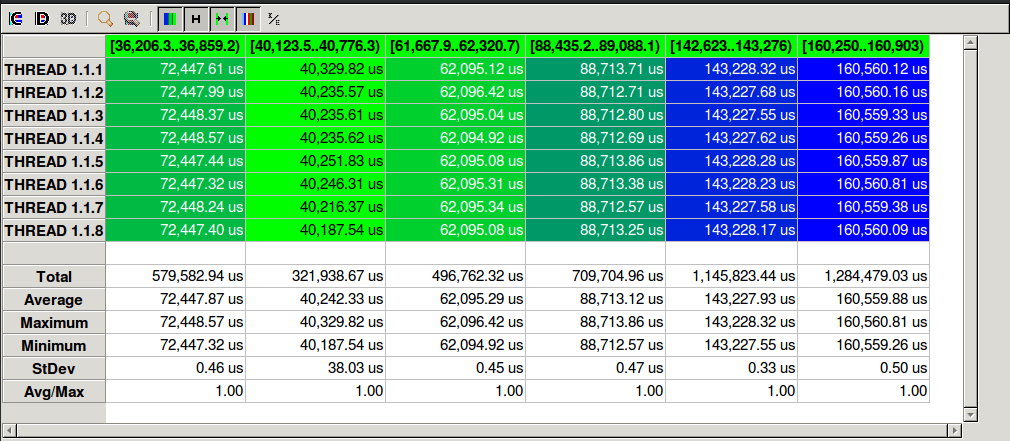 3D
[36,206.3..36,859.2) [40,123.5..40,776.3) [61,667.9..62,320.7) [88,435.2..89,088.1) [142,623..143,276) [160,250..160,903)
THREAD 1.1.1 72,447.61 us 40,329.82 us 62,095.12 us 88,713.71 us 143,228.32 us 160,560.12 us
THREAD 1.1.2 72,447.99 us 40,235.57 us 62,096.42 us 88,712.71 us 143,227.68 us 160,560.16 us
THREAD 1.1.3 72,448.37 us 40,235.61 us 62,095.04 us 88,712.80 us 143,227.55 us 160,559.33 us
THREAD 1.1.4 72,448.57 us 40,235.62 us 62,094.92 us 88,712.69 us 143,227.62 us 160,559.26 us
THREAD 1.1.5 72,447.44 us 40,251.83 us 62,095.08 us 88,713.86 us 143,228.28 us 160,559.87 us
THREAD 1.1.6 72,447.32 us 40,246.31 us 62,095.31 us 88,713.38 us 143,228.23 us 160,560.81 us
THREAD 1.1.7 72,448.24 us 40,216.37 us 62,095.34 us 88,712.57 us 143,227.58 us 160,559.38 us
THREAD 1.1.8 72,447.40 us 40,187.54 us 62,095.08 us 88,713.25 us 143,228.17 us 160,560.09 us
Total 579,582.94 us 321,938.67 us 496,762.32 us 709,704.96 us 1,145,823.44 us 1,284,479.03 us
Average 72,447.87 us 40,242.33 us 62,095.29 us 88,713.12 us 143,227.93 us 160,559.88 us
Maximum 72,448.57 us 40,329.82 us 62,096.42 us 88,713.86 us 143,228.32 us 160,560.81 us
Minimum 72,447.32 us 40,187.54 us 62,094.92 us 88,712.57 us 143,227.55 us 160,559.26 us
StDev 0.46 us 38.03 us 0.45 us 0.47 us 0.33 us 0.50 us
Avg/Max 1.00 1.00 1.00 1.00 1.00 1.00